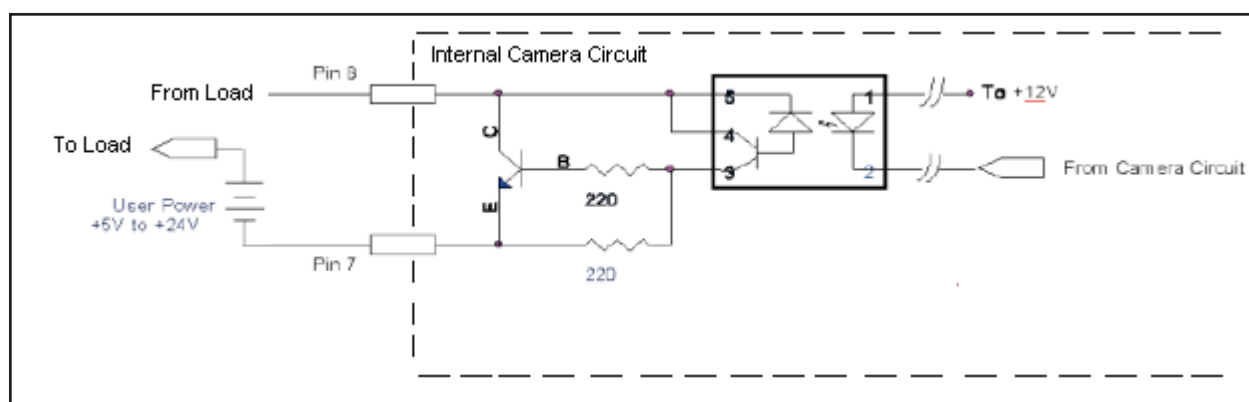 Internal Camera Circuit
Pin 8
From Load
5
1
To +12V
C
4
To Load
B
3
2
From Camera Circuit
220
E
User Power
+5V to +24V
Pin 7
220